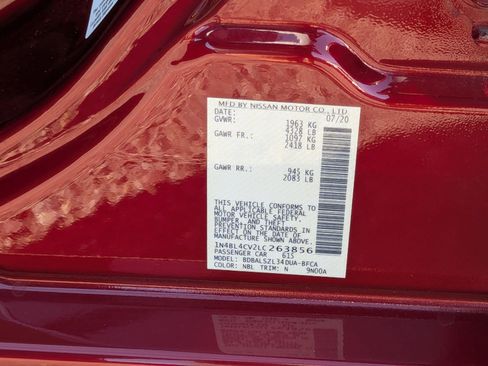 MFD BY NISSAN MOTOR CO., LTD.
DATE: 07/20
GVWR: 1963 KG
4328 LB
GAWR FR.: 1097 KG
2418 LB
GAWR RR.: 945 KG
2083 LB
THIS VEHICLE CONFORMS TO
ALL APPLICABLE FEDERAL
MOTOR VEHICLE SAFETY,
BUMPER, AND THEFT
PREVENTION STANDARDS IN
EFFECT ON THE DATE OF
MANUFACTURE SHOWN ABOVE.
1N4BL4CV2LC263856
PASSENGER CAR 615
MODEL: BDBALSZL34DUA-BFCA
COLOR: NBL TRIM: N 9N00A